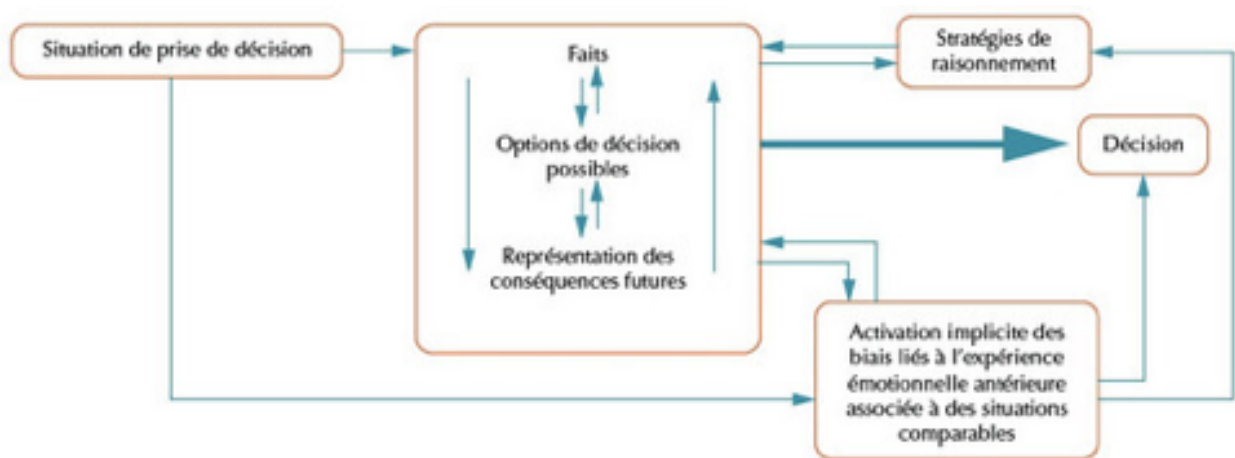 Situation de prise de décision
Faits
Options de décision
possibles
Représentation des
conséquences futures
Stratégies de
raisonnement
Décision
Activation implicite des
biais liés à l'expérience
émotionnelle antérieure
associée à des situations
comparables